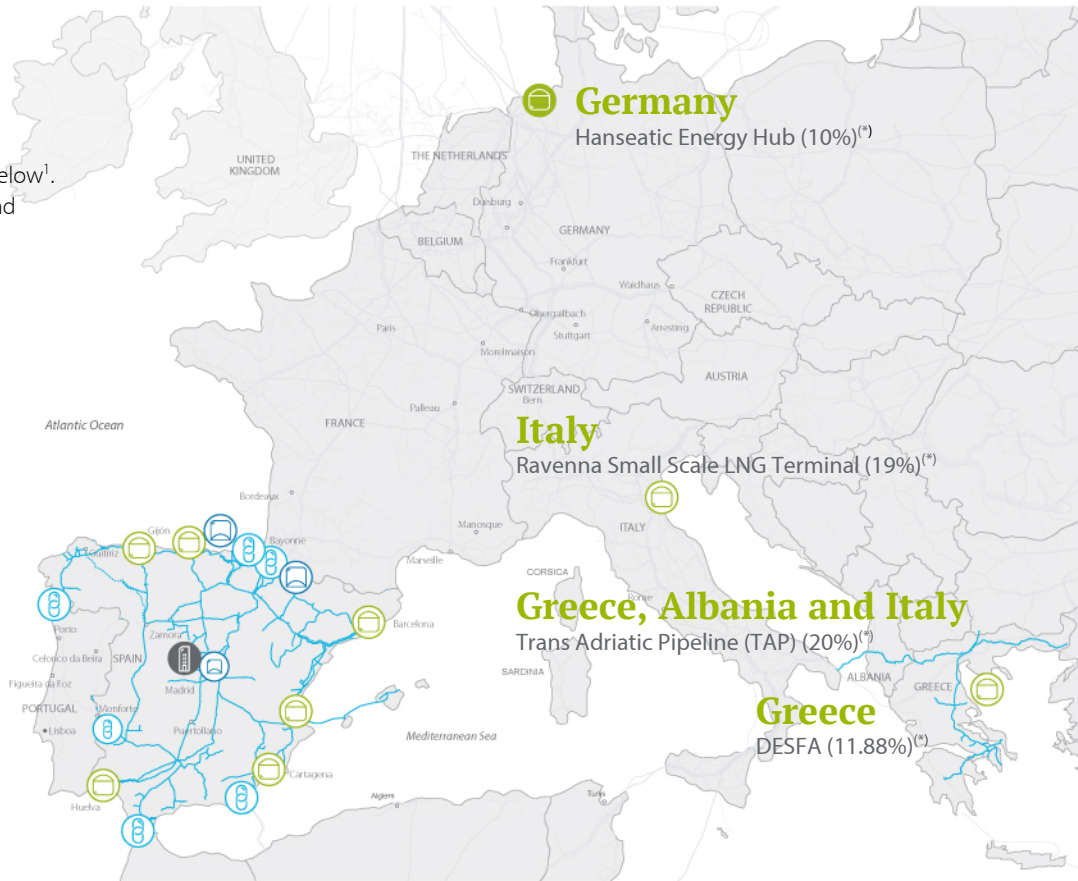 Germany
Hanseatic Energy Hub (10%)(*)
elow¹.
THE NETHERLANDS
UNITED
KINGDOM
Duisburg
GERMANY
BELGIUM
Frankfurt
Waidhaus
CZECH
REPUBLIC
Obergailbach
Stuttgart
Arresting
Paris
Morelmaison
AUSTRIA
SWITZERLAND
Bern
Palleau
FRANCE
Atlantic Ocean
Italy
Ravenna Small Scale LNG Terminal (19%)(*)
Bordeaux
Manosque
ITALY
Gijón
Bayonne
Guitiriz
Marseille
CORSICA
Rome
Greece, Albania and Italy
Trans Adriatic Pipeline (TAP) (20%)(*)
Barcelona
Porto
Zamora
Celorico da Beira
SPAIN
SARDINIA
ALBANIA
Figueira da Foz
Madrid
GREECE
PORTUGAL
Monforte
Greece
DESFA (11.88%)(*)
Lisboa
Puertollano
Mediterranean Sea
Cartagena
Algiers
Tunis
Huelva